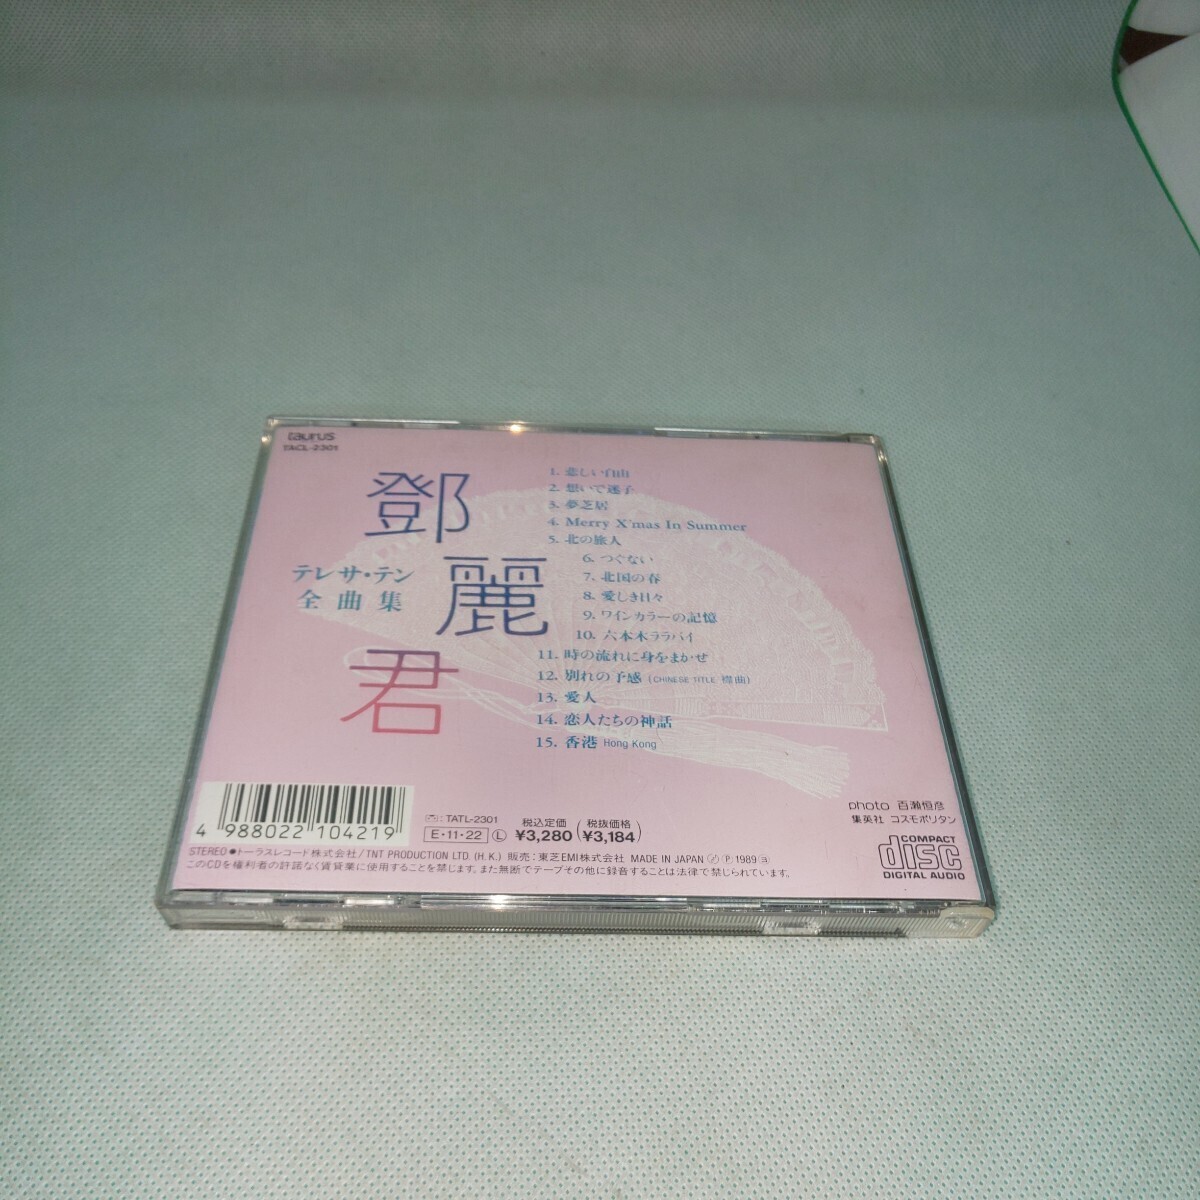 taurus
TACL-2301
鄧麗君
テレサ・テン
全曲集
1. 悲しい自由
2. 想いで迷子
3. 夢芝居
4. Merry X'mas In Summer
5. 北の旅人
6. つぐない
7. 北国の春
8. 愛しき日々
9. ワインカラーの記憶
10. 六本木ララバイ
11. 時の流れに身をまかせ
12. 別れの予感 (CHINESE TITLE 襟曲)
13. 愛人
14. 恋人たちの神話
15. 香港 Hong Kong
photo 百瀬恒彦
集英社 コスモポリタン
4 988022 104219
: TATL-2301
E・11・22 L
税込定価 ¥3,280 (税抜価格 ¥3,184)
STEREO ●トーラスレコード株式会社/TNT PRODUCTION LTD. (H.K.) 販売：東芝EMI株式会社 MADE IN JAPAN Ⓟ 1989
このCDを権利者の許諾なく賃貸業に使用することを禁じます。また無断でテープその他に録音することは法律で禁じられています。
COMPACT
disc
DIGITAL AUDIO